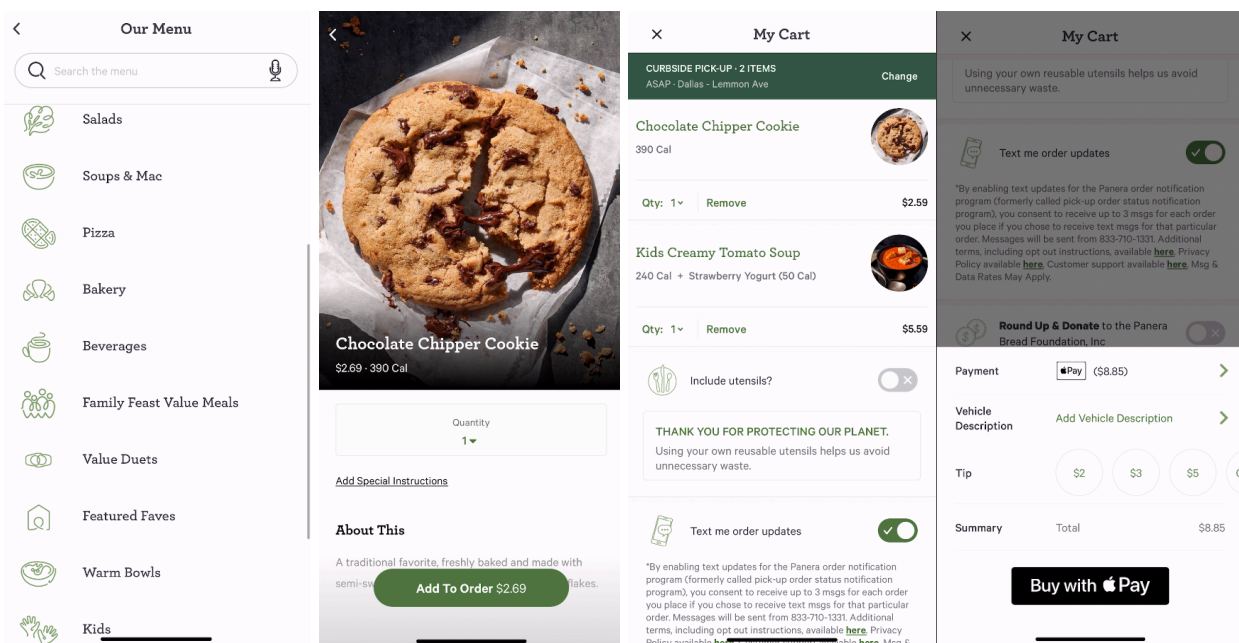 Our Menu
Search the menu
Salads
Soups & Mac
Pizza
Bakery
Beverages
Family Feast Value Meals
Value Duets
Featured Faves
Warm Bowls
Kids
Chocolate Chipper Cookie
$2.69 · 390 Cal
Quantity
1
Add Special Instructions
About This
A traditional favorite, freshly baked and made with
semi-sw
flakes.
Add To Order $2.69
My Cart
CURBSIDE PICK-UP · 2 ITEMS
ASAP · Dallas - Lemmon Ave
Change
Chocolate Chipper Cookie
390 Cal
Qty: 1
Remove
$2.59
Kids Creamy Tomato Soup
240 Cal + Strawberry Yogurt (50 Cal)
Qty: 1
Remove
$5.59
Include utensils?
THANK YOU FOR PROTECTING OUR PLANET.
Using your own reusable utensils helps us avoid
unnecessary waste.
Text me order updates
*By enabling text updates for the Panera order notification
program (formerly called pick-up order status notification
program), you consent to receive up to 3 msgs for each order
you place if you chose to receive text msgs for that particular
order. Messages will be sent from 833-710-1331. Additional
terms, including opt out instructions, available here. Privacy
My Cart
Using your own reusable utensils helps us avoid
unnecessary waste.
Text me order updates
*By enabling text updates for the Panera order notification
program (formerly called pick-up order status notification
program), you consent to receive up to 3 msgs for each order
you place if you chose to receive text msgs for that particular
order. Messages will be sent from 833-710-1331. Additional
terms, including opt out instructions, available here. Privacy
Policy available here. Customer support available here. Msg &
Data Rates May Apply.
Round Up & Donate to the Panera
Bread Foundation, Inc
Payment
Pay ($8.85)
Vehicle
Description
Add Vehicle Description
Tip
$2
$3
$5
Summary
Total
$8.85
Buy with Pay